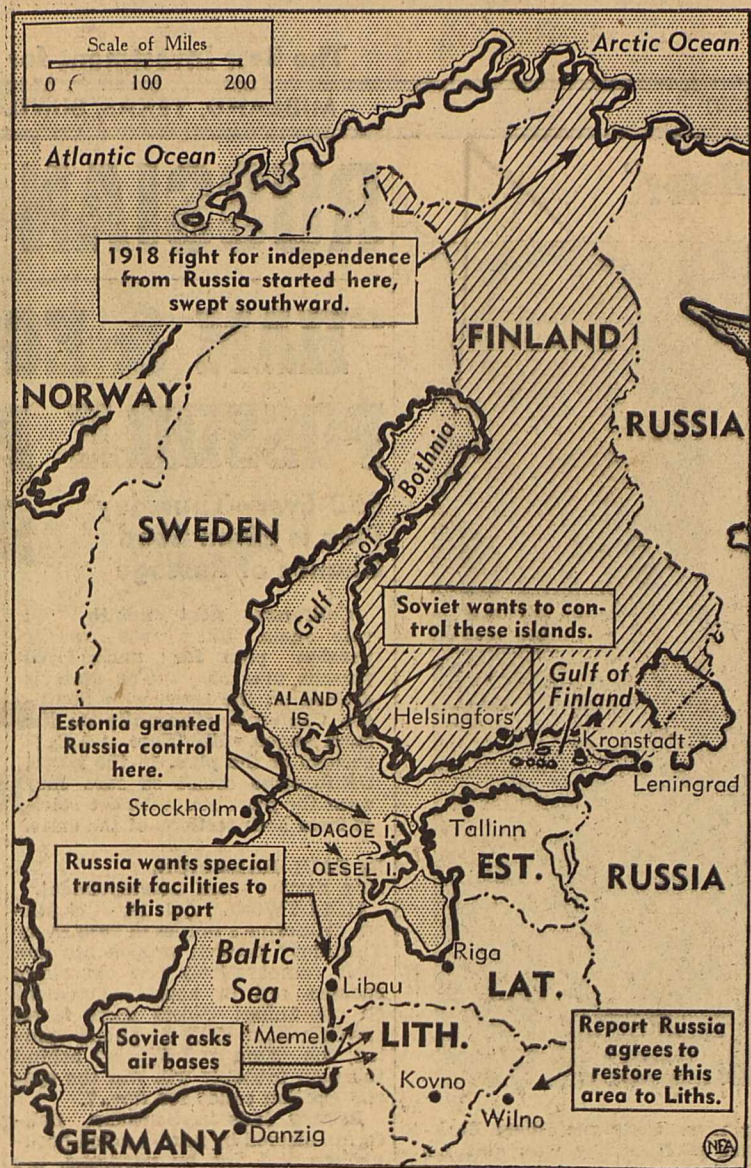 Scale of Miles
0 100 200
Arctic Ocean
Atlantic Ocean
1918 fight for independence
from Russia started here,
swept southward.
FINLAND
NORWAY
RUSSIA
Bothnia
of
Gulf
SWEDEN
Soviet wants to con-
trol these islands.
Gulf of
Finland
ALAND
IS.
Helsingfors
Kronstadt
Estonia granted
Russia control
here.
Leningrad
Stockholm
DAGOE I.
Tallinn
OESEL I.
EST.
RUSSIA
Russia wants special
transit facilities to
this port
Baltic
Sea
Riga
Libau
LAT.
Soviet asks
air bases
Memel
LITH.
Report Russia
agrees to
restore this
area to Liths.
Kovno
Wilno
GERMANY
Danzig
NEA